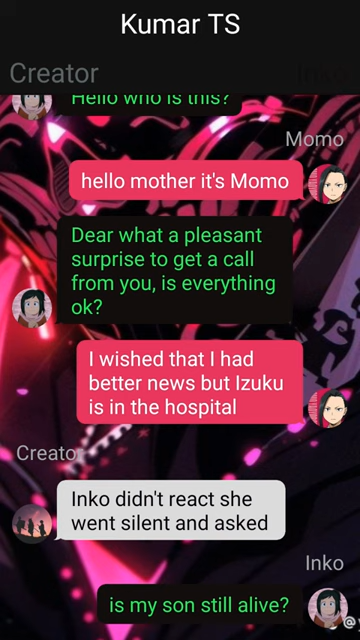 Kumar TS
Creator
Inko
Hello who is this?
Momo
hello mother it's Momo
Dear what a pleasant
surprise to get a call
from you, is everything
ok?
I wished that I had
better news but Izuku
is in the hospital
Creator
Inko didn't react she
went silent and asked
Inko
is my son still alive?
@